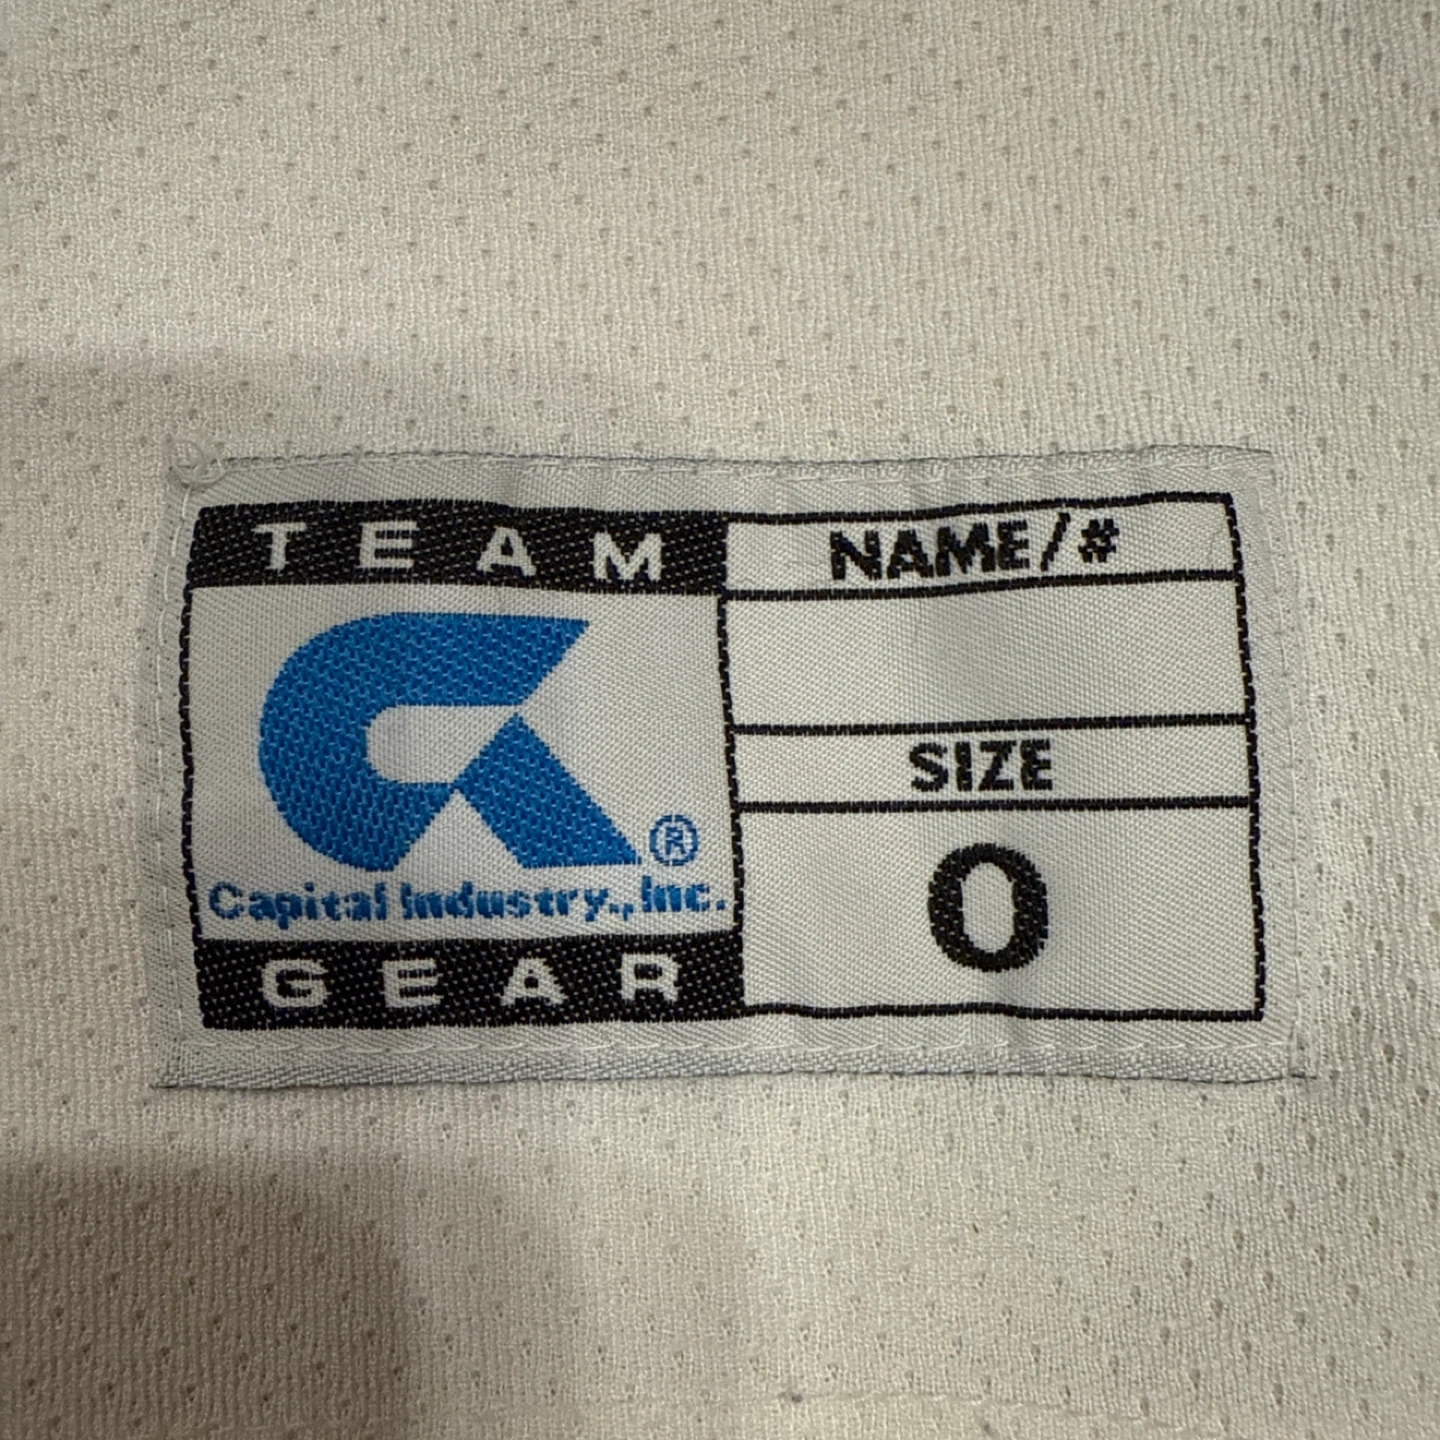 TEAM
NAME/#
®
Capital Industry., Inc.
SIZE
O
GEAR